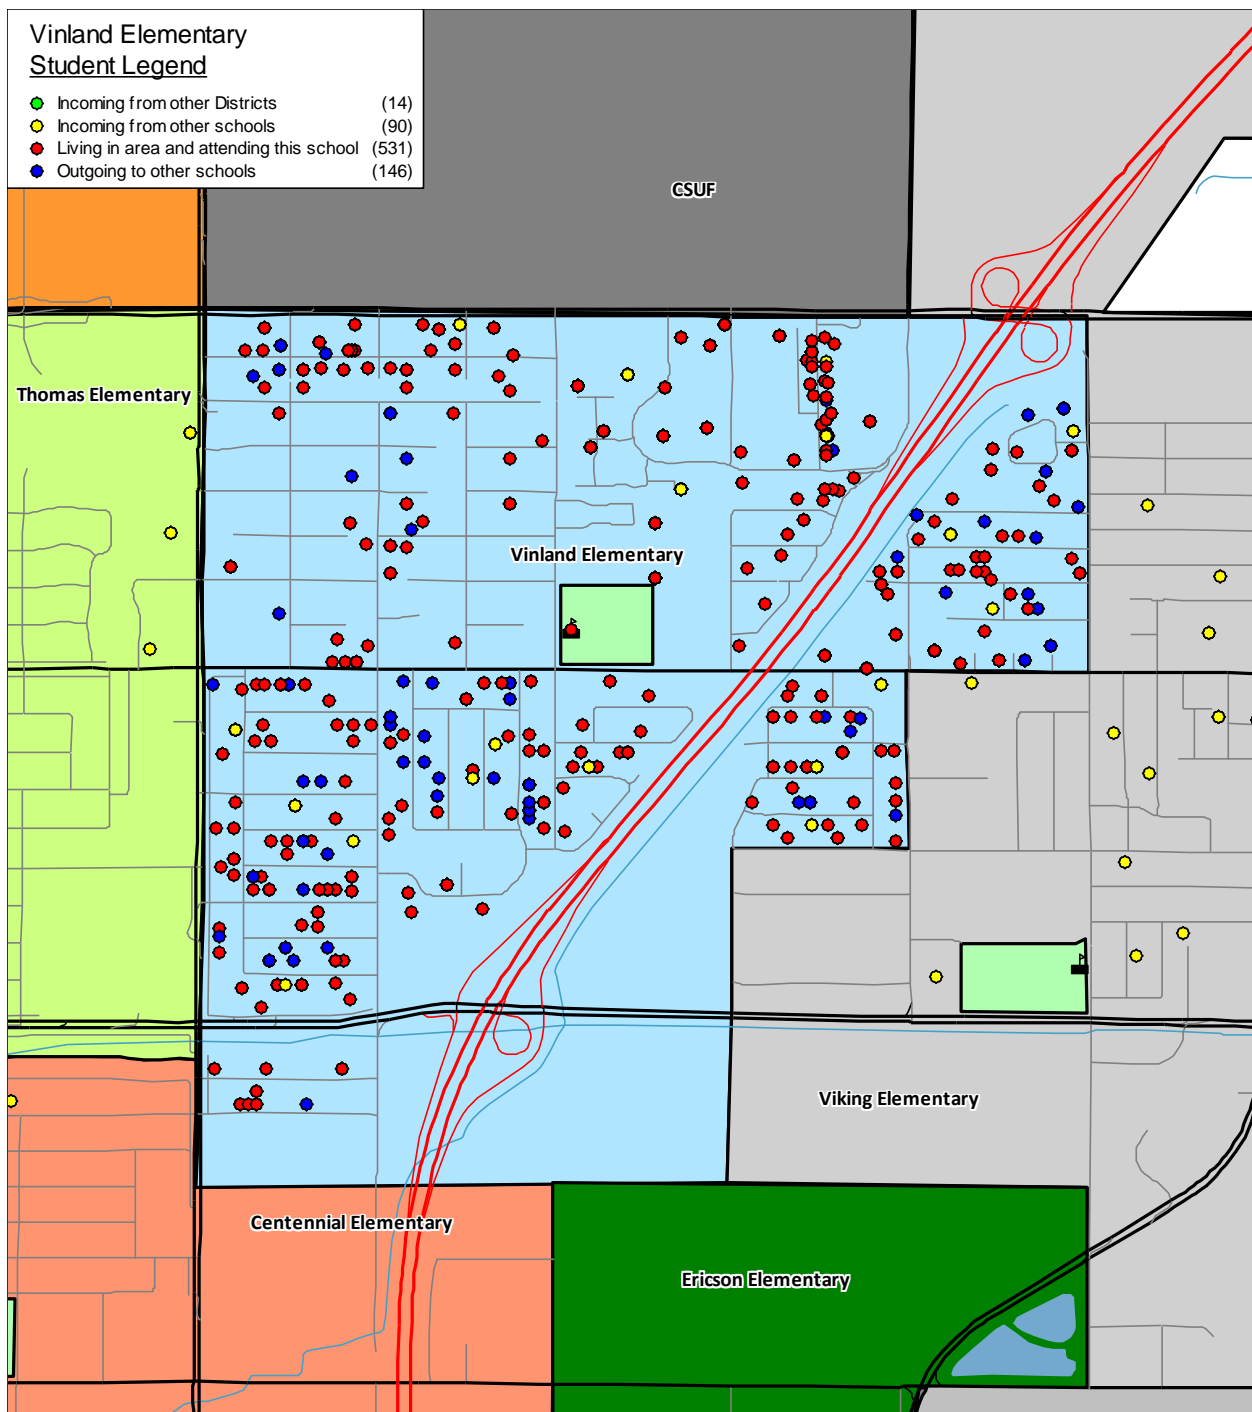 Vinland Elementary
Student Legend
Incoming from other Districts (14)
Incoming from other schools (90)
Living in area and attending this school (531)
Outgoing to other schools (146)
CSUF
Thomas Elementary
Vinland Elementary
Viking Elementary
Centennial Elementary
Ericson Elementary